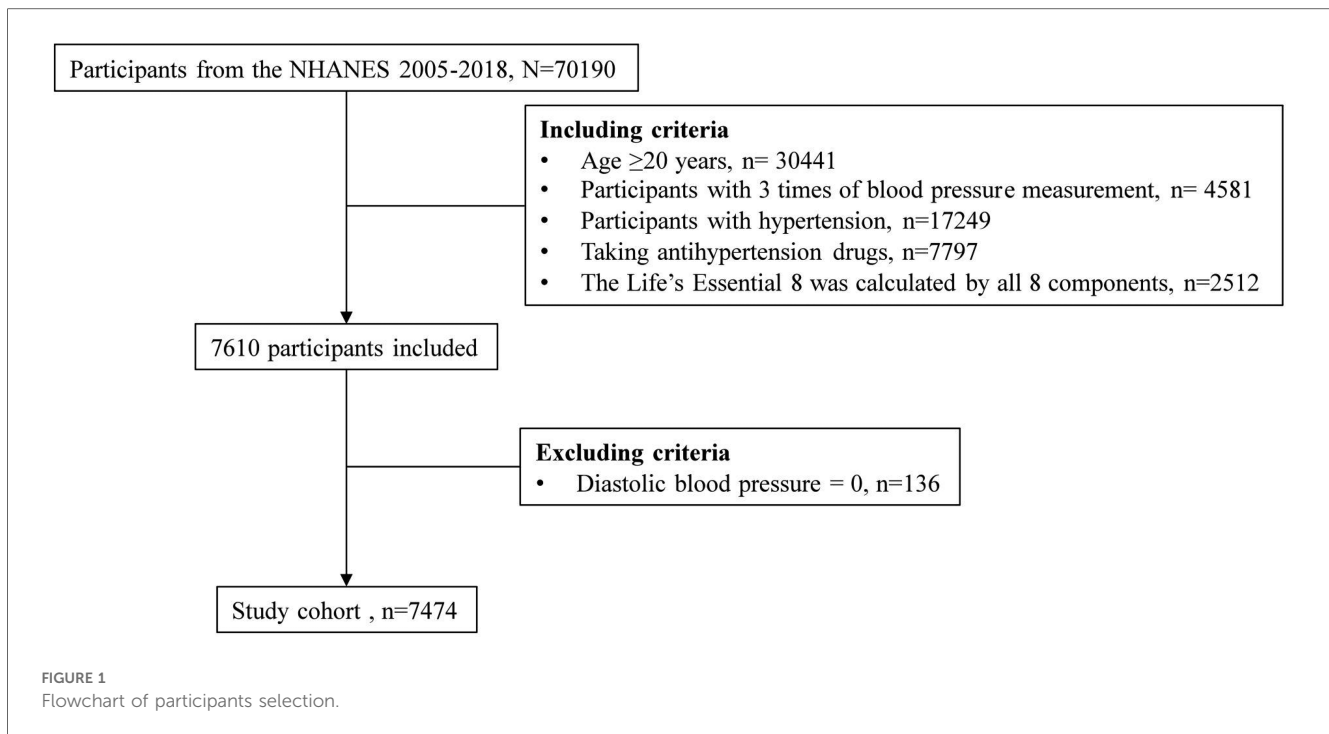 Participants from the NHANES 2005-2018, N=70190
Including criteria
• Age ≥20 years, n= 30441
• Participants with 3 times of blood pressure measurement, n= 4581
• Participants with hypertension, n=17249
• Taking antihypertension drugs, n=7797
• The Life's Essential 8 was calculated by all 8 components, n=2512
7610 participants included
Excluding criteria
• Diastolic blood pressure = 0, n=136
Study cohort , n=7474
FIGURE 1
Flowchart of participants selection.